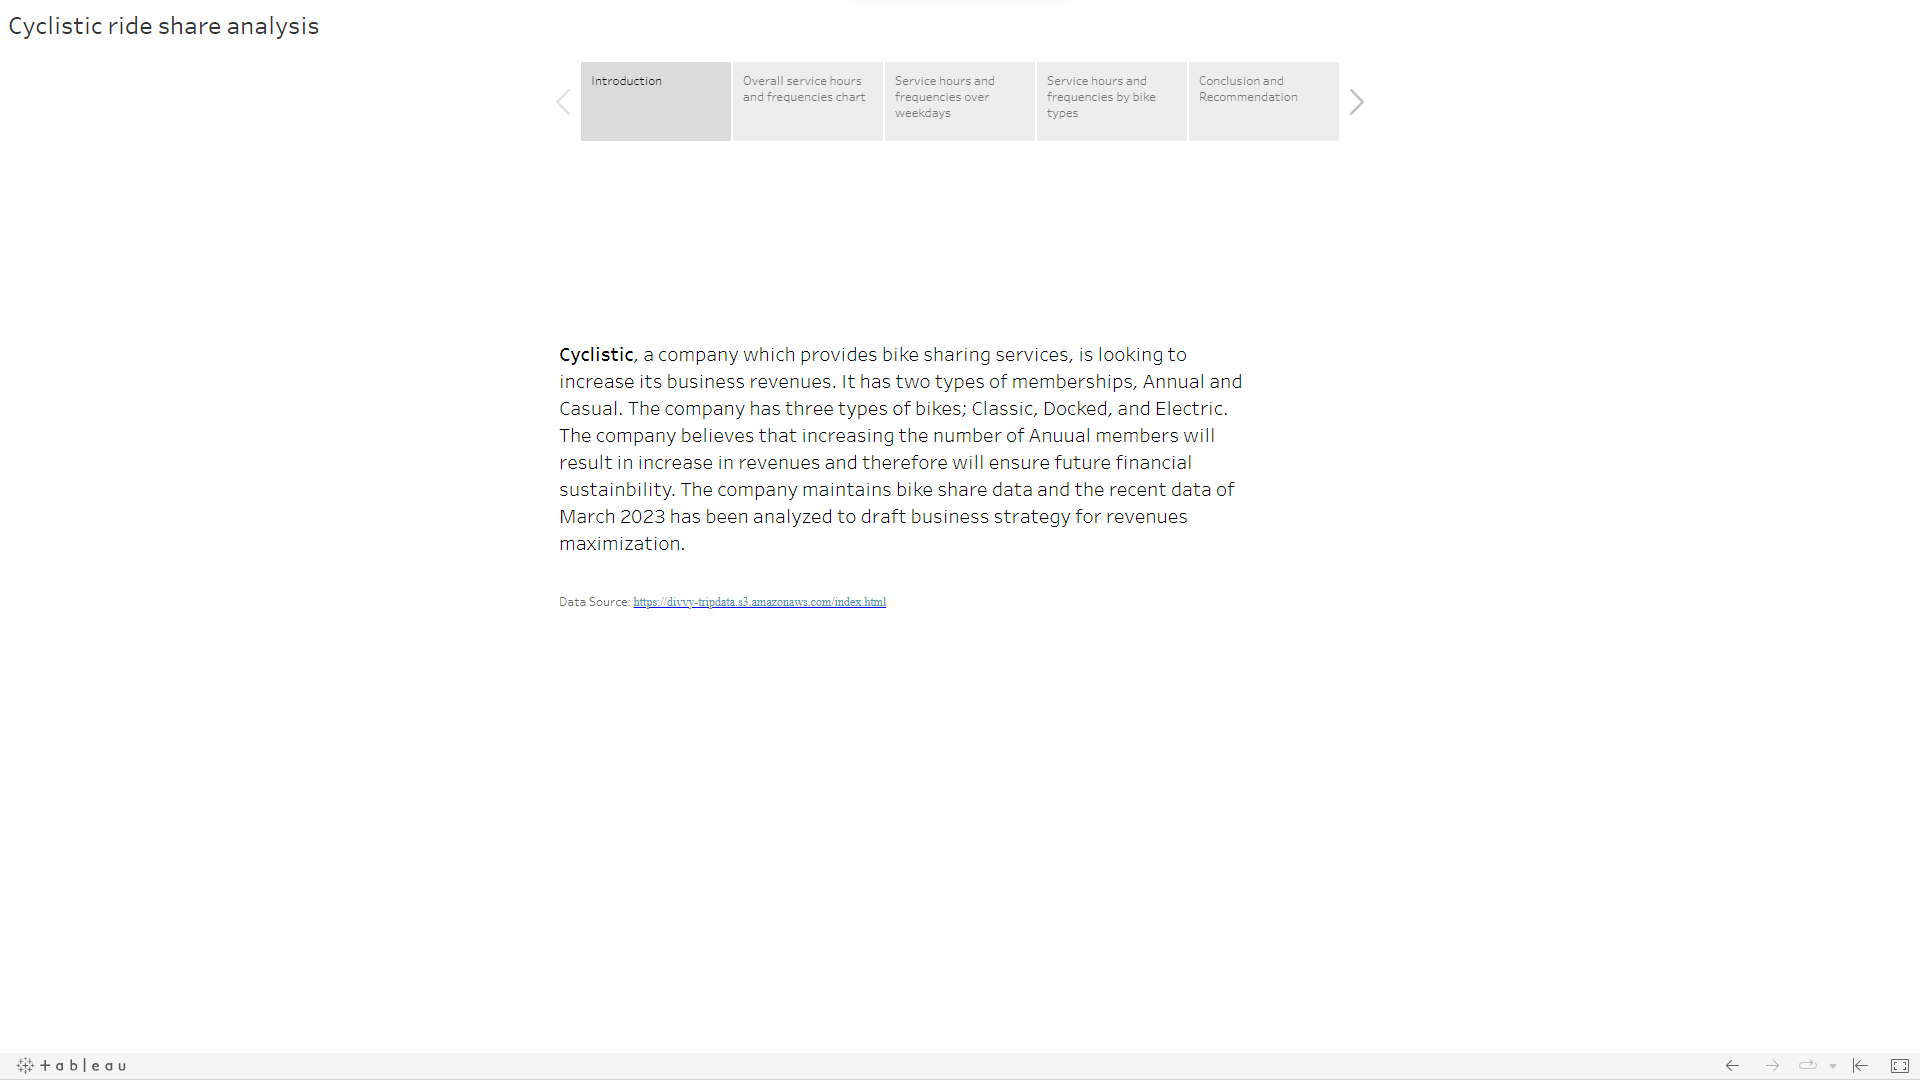 Cyclistic ride share analysis
Introduction
Overall service hours
and frequencies chart
Service hours and
frequencies over
weekdays
Service hours and
frequencies by bike
types
Conclusion and
Recommendation
Cyclistic, a company which provides bike sharing services, is looking to
increase its business revenues. It has two types of memberships, Annual and
Casual. The company has three types of bikes; Classic, Docked, and Electric.
The company believes that increasing the number of Anuual members will
result in increase in revenues and therefore will ensure future financial
sustainbility. The company maintains bike share data and the recent data of
March 2023 has been analyzed to draft business strategy for revenues
maximization.
Data Source: https://divvy-tripdata.s3.amazonaws.com/index.html
+ableau